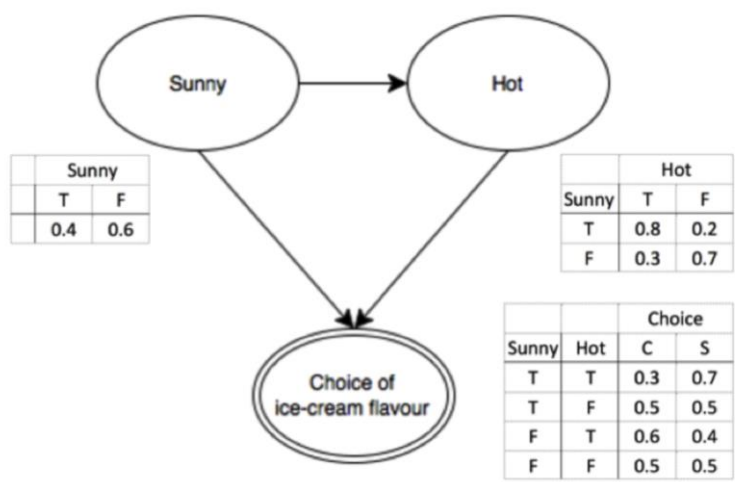 Sunny
Hot
Sunny
T F
0.4 0.6
Hot
Sunny T F
T 0.8 0.2
F 0.3 0.7
Choice of
ice-cream flavour
Choice
Sunny Hot C S
T T 0.3 0.7
T F 0.5 0.5
F T 0.6 0.4
F F 0.5 0.5